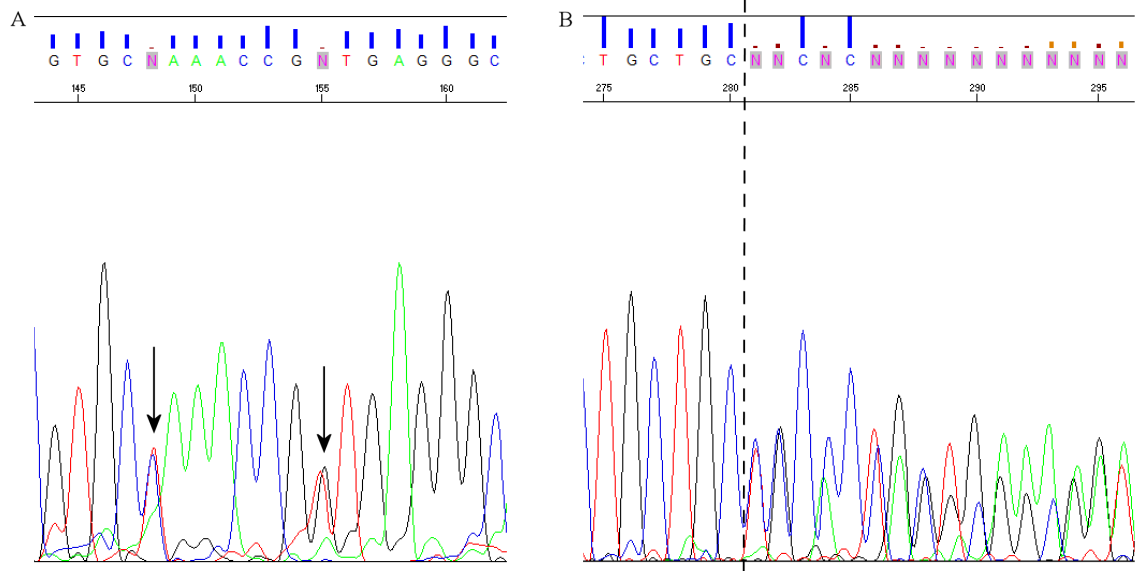 A
G T G C N A A A C C G N T G A G G G C
145 150 155 160
B
T G C T G C N N C N C N N N N N N N N N N N
275 280 285 290 295